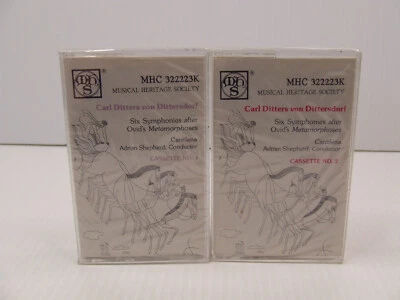 MHS
®
MHC 322223K
MUSICAL HERITAGE SOCIETY
Carl Ditters von Dittersdorf
Six Symphonies after
Ovid's Metamorphoses
Cantilena
Adrian Shepherd, Conductor
CASSETTE NO.
MHS
®
MHC 322223K
MUSICAL HERITAGE SOCIETY
Carl Ditters von Dittersdorf
Six Symphonies after
Ovid's Metamorphoses
Cantilena
Adrian Shepherd, Conductor
CASSETTE NO.